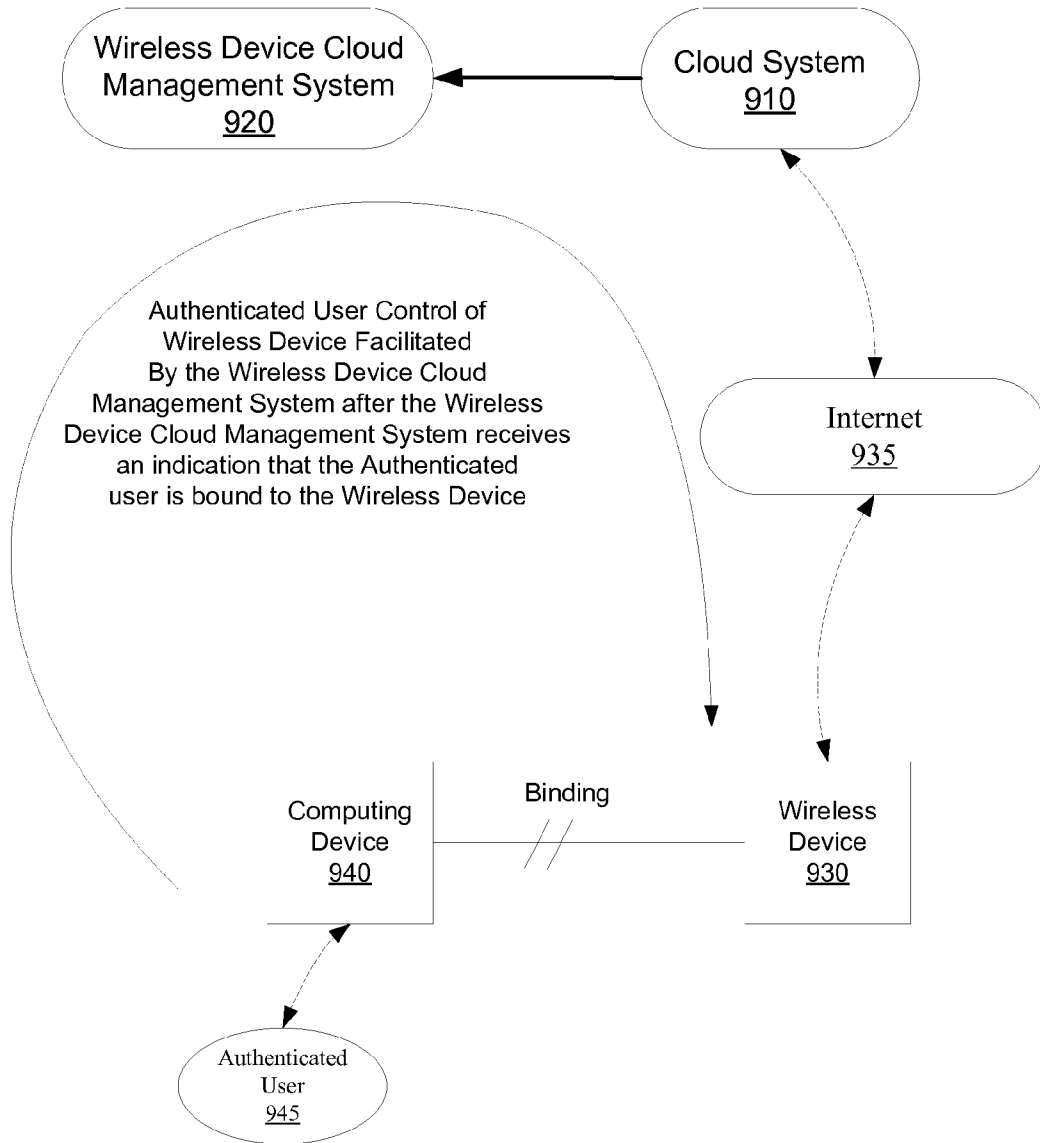 Wireless Device Cloud
Management System
920
Cloud System
910
Authenticated User Control of
Wireless Device Facilitated
By the Wireless Device Cloud
Management System after the Wireless
Device Cloud Management System receives
an indication that the Authenticated
user is bound to the Wireless Device
Internet
935
Computing
Device
940
Binding
Wireless
Device
930
Authenticated
User
945